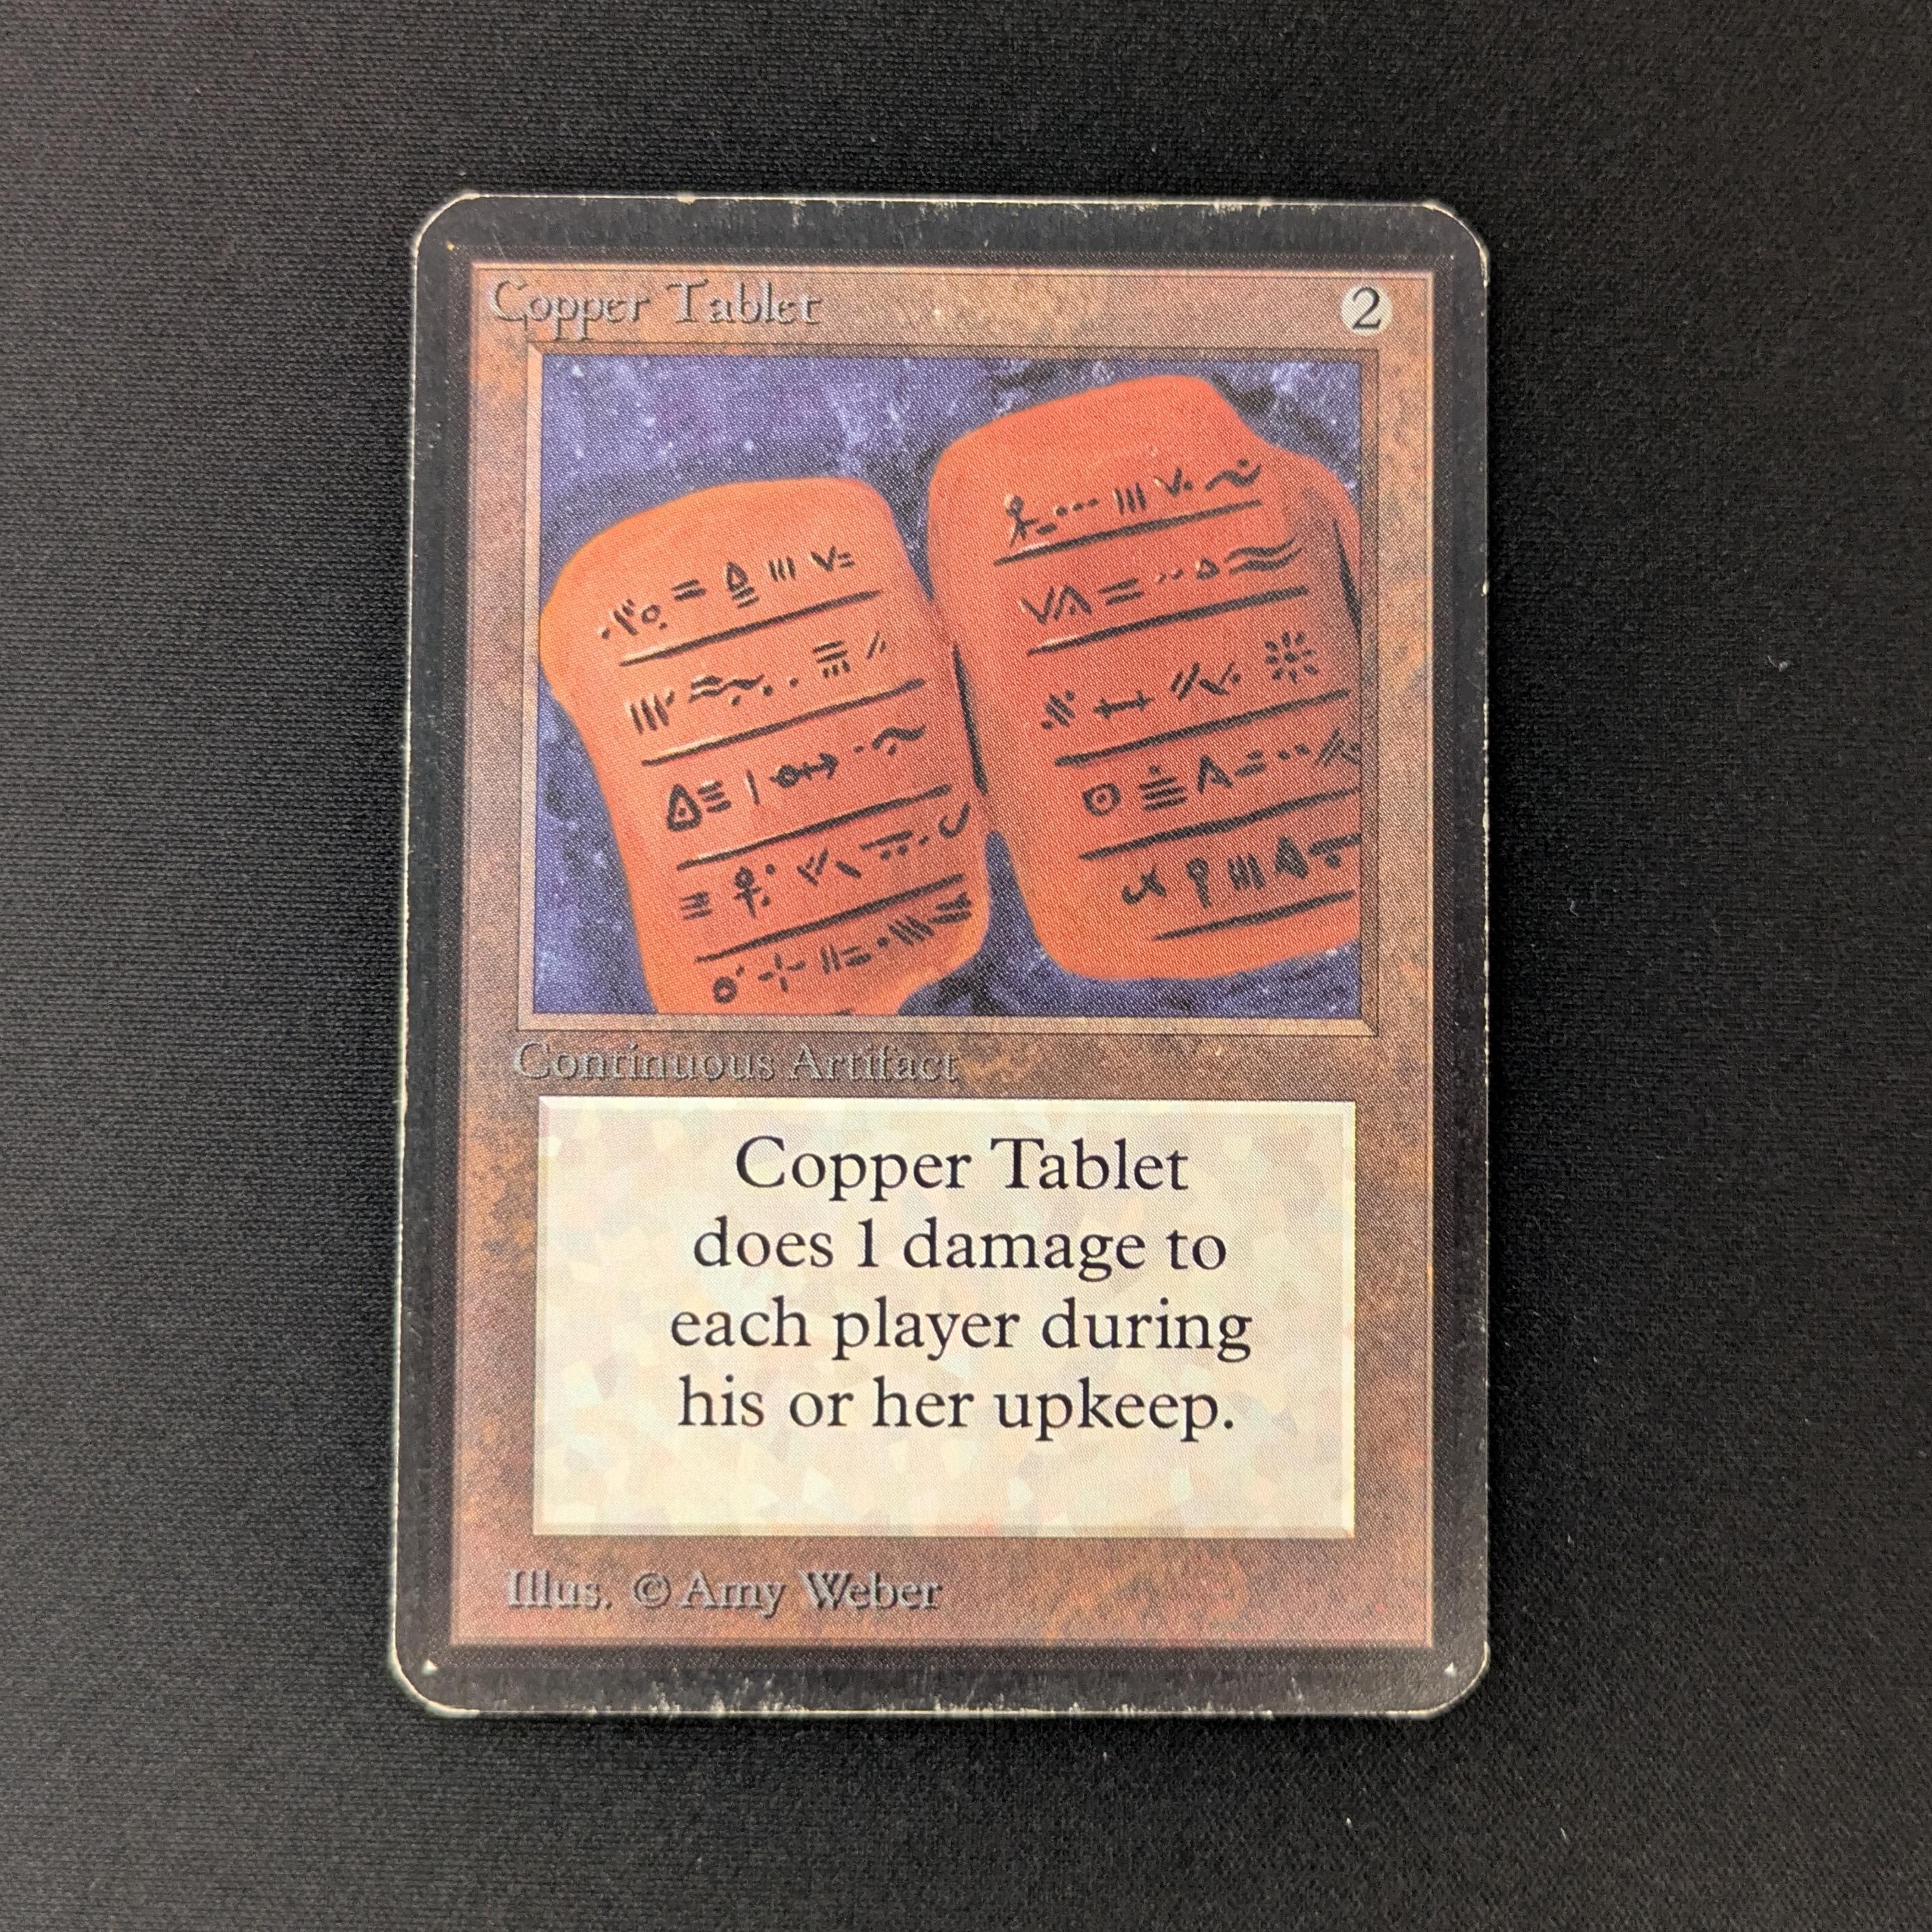 Copper Tablet 2
Continuous Artifact
Copper Tablet
does 1 damage to
each player during
his or her upkeep.
Illus. © Amy Weber